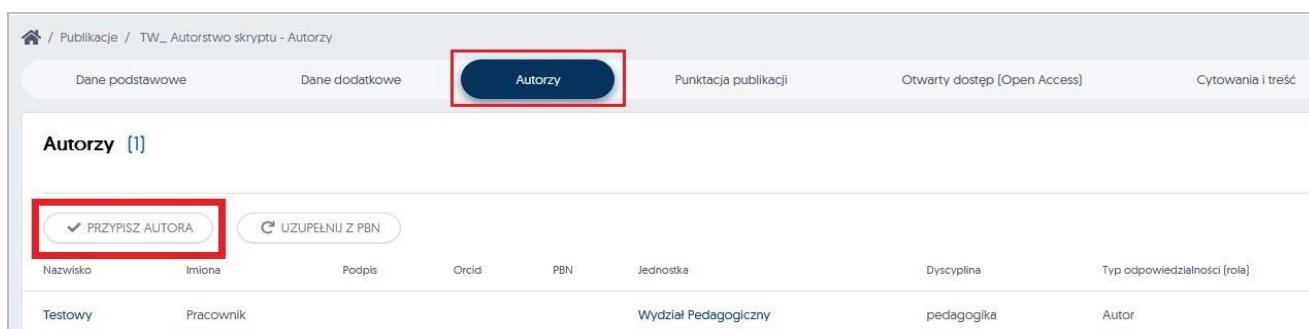 / Publikacje / TW_ Autorstwo skryptu - Autorzy
Dane podstawowe Dane dodatkowe Autorzy Punktacja publikacji Otwarty dostęp [Open Access] Cytowania i treść
Autorzy [1]
PRZYPISZ AUTORA UZUPEŁNIJ Z PBN
Nazwisko Imiona Podpis Orcid PBN Jednostka Dyscyplina Typ odpowiedzialności [rola]
Testowy Pracownik Wydział Pedagogiczny pedagogika Autor